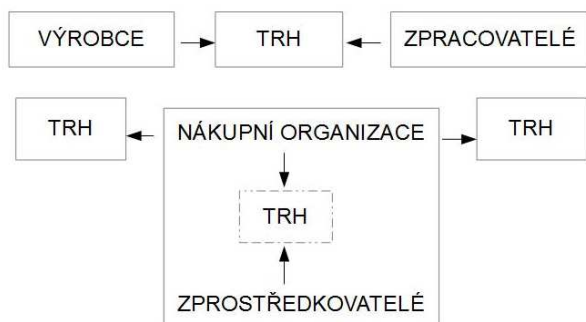 VÝROBCE
TRH
ZPRACOVATELÉ
TRH
NÁKUPNÍ ORGANIZACE
TRH
TRH
ZPROSTŘEDKOVATELÉ